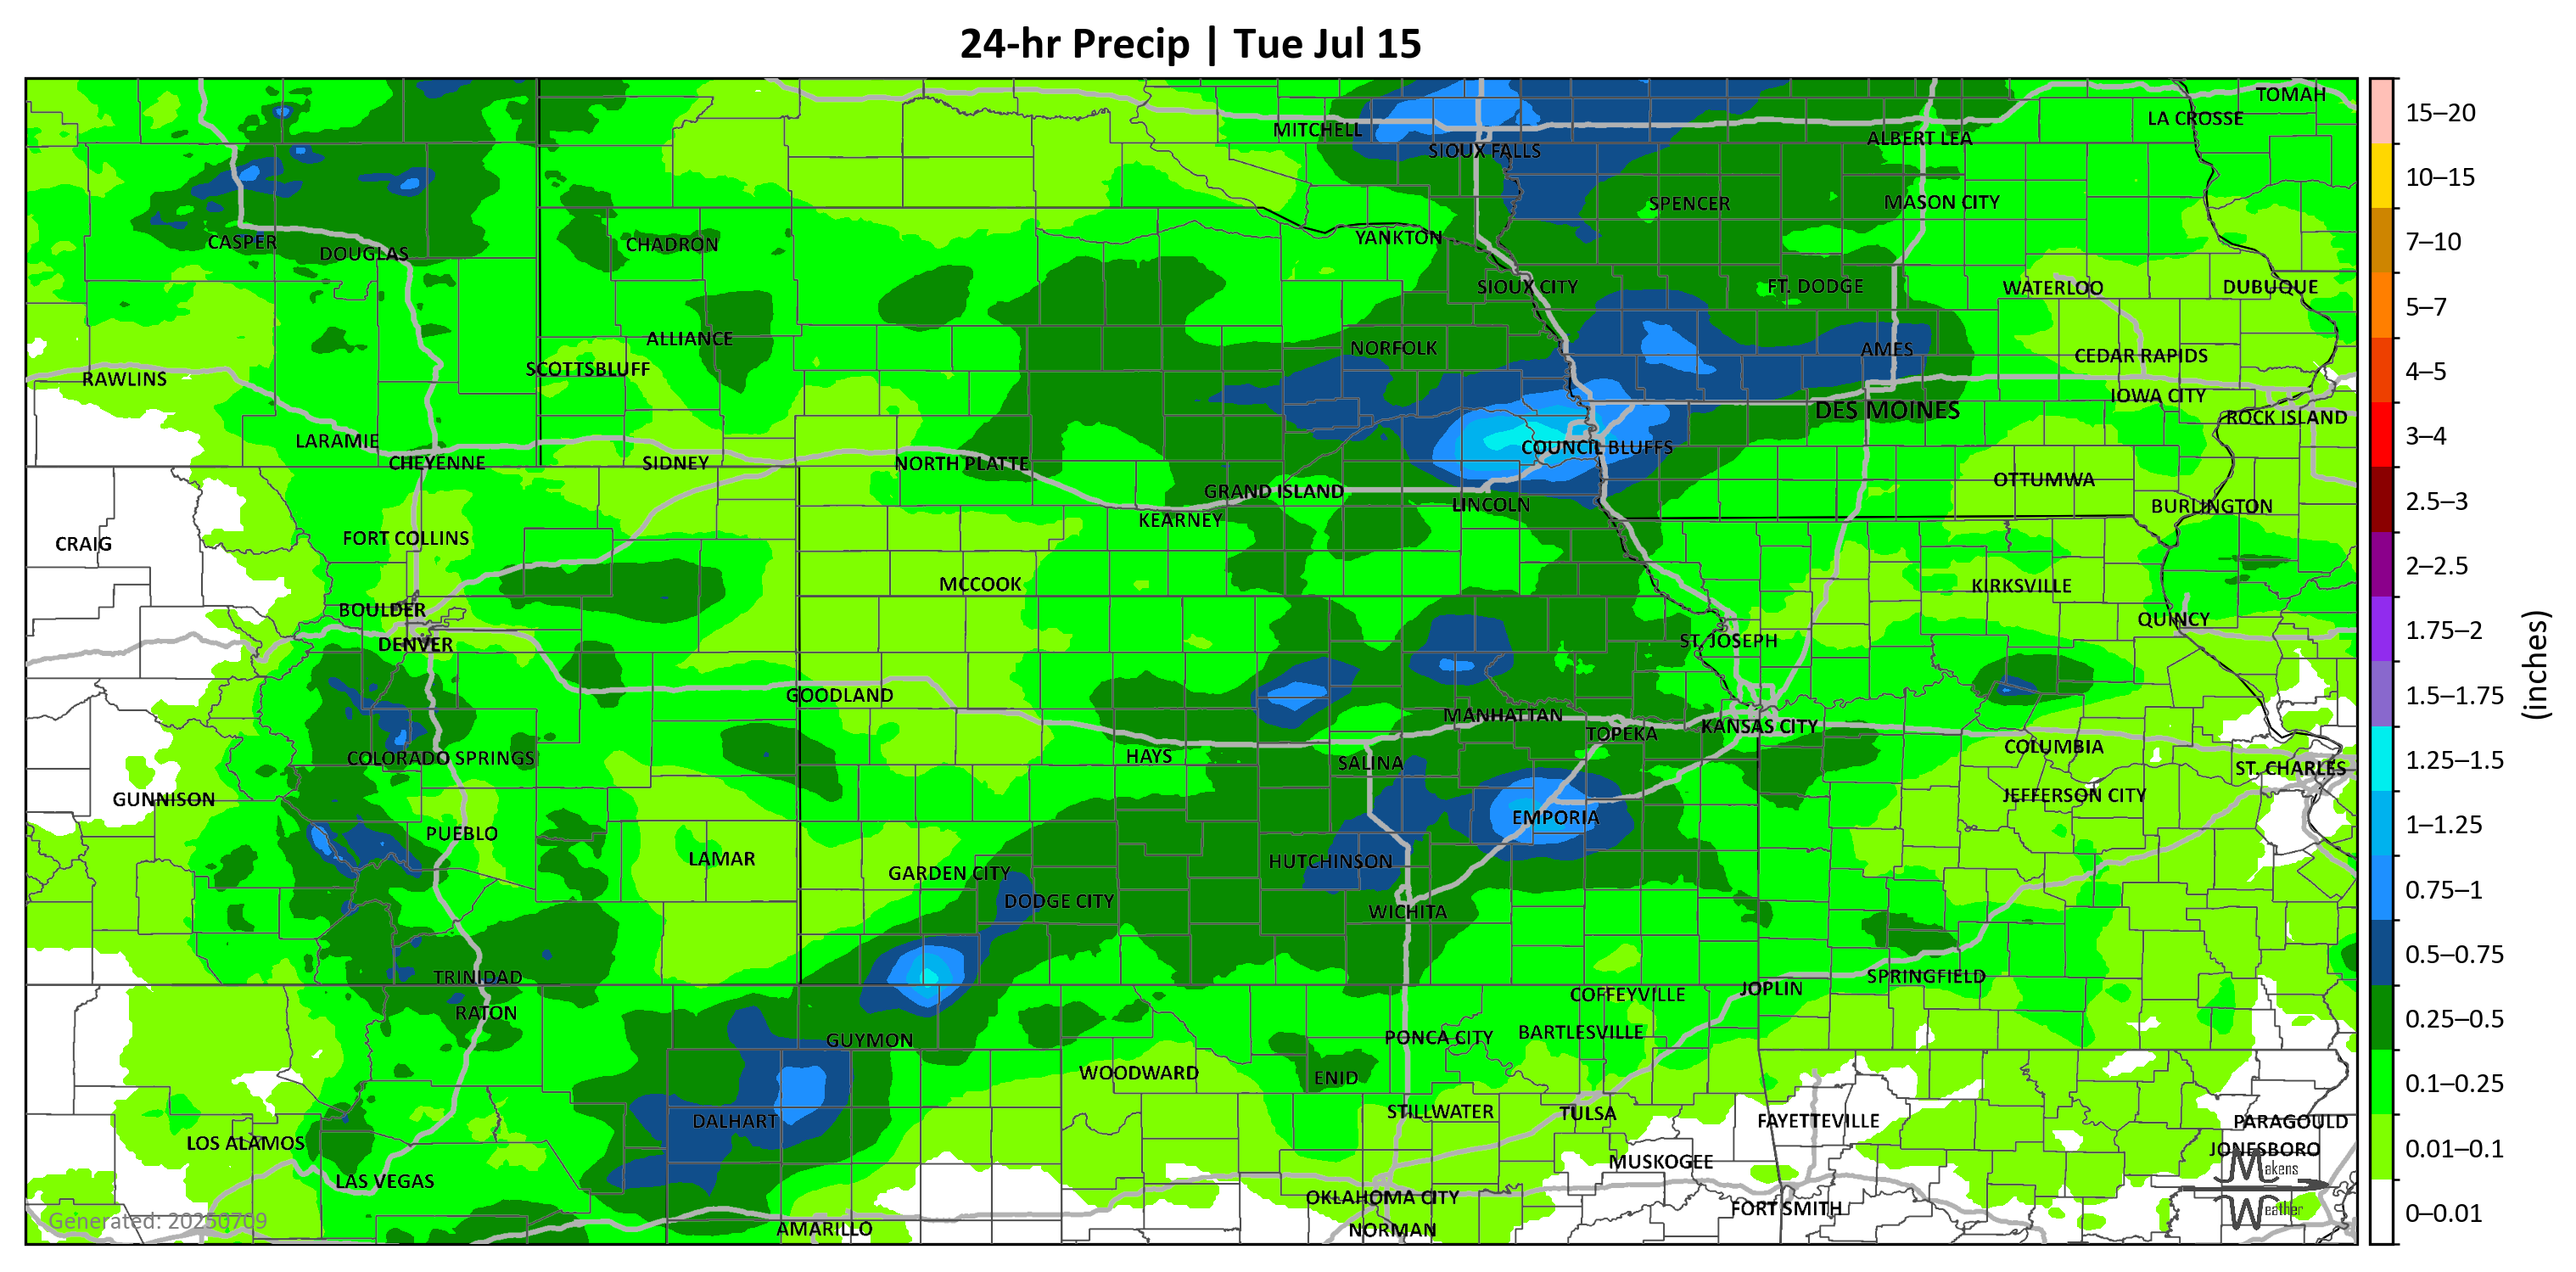 24-hr Precip | Tue Jul 15
TOMAH
LA CROSSE
MITCHELL
ALBERT LEA
SIOUX FALLS
SPENCER
MASON CITY
CASPER
DOUGLAS
CHADRON
YANKTON
SIOUX CITY
FT. DODGE
WATERLOO
DUBUQUE
ALLIANCE
NORFOLK
AMES
CEDAR RAPIDS
RAWLINS
SCOTTSBLUFF
IOWA CITY
DES MOINES
ROCK ISLAND
LARAMIE
COUNCIL BLUFFS
CHEYENNE
SIDNEY
NORTH PLATTE
OTTUMWA
GRAND ISLAND
LINCOLN
BURLINGTON
KEARNEY
CRAIG
FORT COLLINS
MCCOOK
KIRKSVILLE
BOULDER
QUINCY
DENVER
ST. JOSEPH
GOODLAND
MANHATTAN
TOPEKA
KANSAS CITY
COLORADO SPRINGS
HAYS
SALINA
COLUMBIA
ST. CHARLES
GUNNISON
JEFFERSON CITY
PUEBLO
EMPORIA
LAMAR
GARDEN CITY
HUTCHINSON
DODGE CITY
WICHITA
TRINIDAD
SPRINGFIELD
RATON
COFFEYVILLE
JOPLIN
GUYMON
PONCA CITY
BARTLESVILLE
WOODWARD
ENID
DALHART
STILLWATER
TULSA
FAYETTEVILLE
PARAGOULD
LOS ALAMOS
JONESBORO
LAS VEGAS
MUSKOGEE
OKLAHOMA CITY
FORT SMITH
AMARILLO
NORMAN
Generated: 20250709
Makens
Weather
15–20
10–15
7–10
5–7
4–5
3–4
2.5–3
2–2.5
1.75–2
1.5–1.75
1.25–1.5
1–1.25
0.75–1
0.5–0.75
0.25–0.5
0.1–0.25
0.01–0.1
0–0.01
(inches)